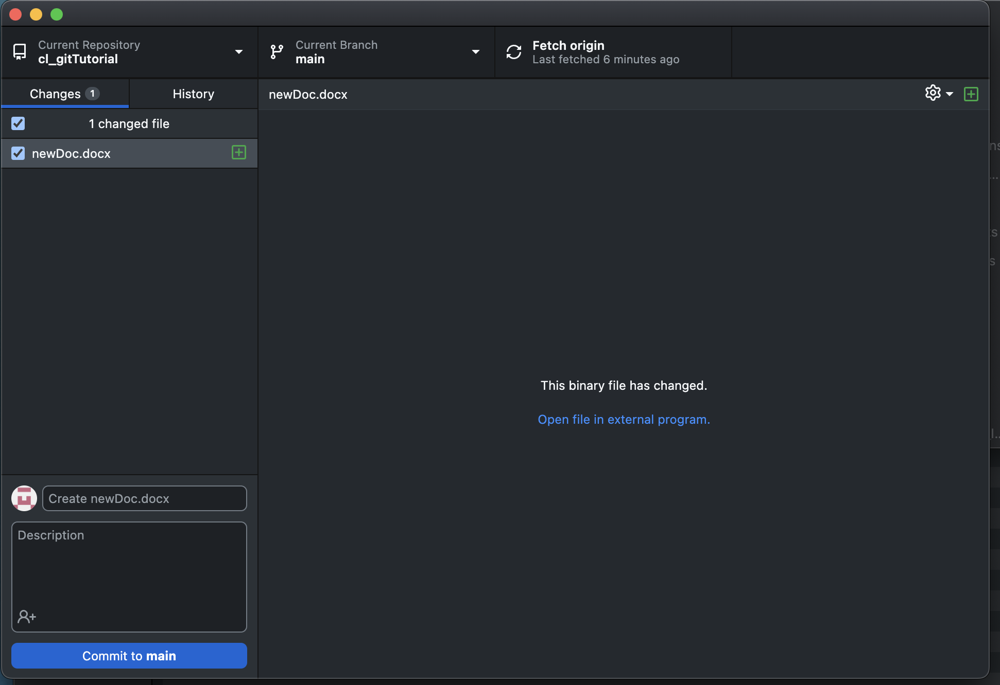 Current Repository
cl_gitTutorial
Current Branch
main
Fetch origin
Last fetched 6 minutes ago
Changes 1
History
newDoc.docx
1 changed file
newDoc.docx
This binary file has changed.
Open file in external program.
Create newDoc.docx
Description
Commit to main